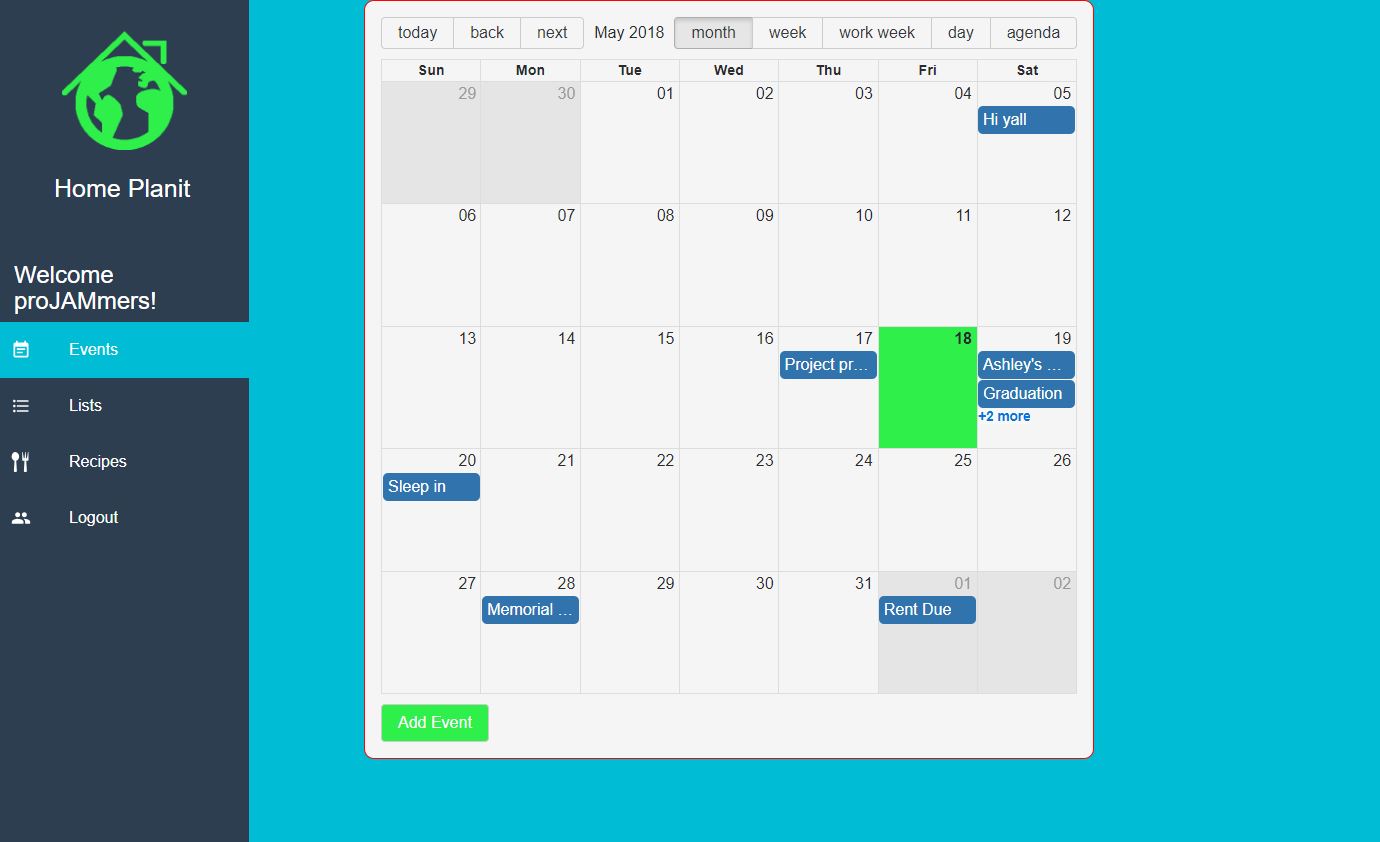 Home Planit
Welcome
proJAMmers!
Events
Lists
Recipes
Logout
today back next May 2018 month week work week day agenda
Sun Mon Tue Wed Thu Fri Sat
29 30 01 02 03 04 05
Hi yall
06 07 08 09 10 11 12
13 14 15 16 17 18 19
Project pr… Ashley's …
Graduation
+2 more
20 21 22 23 24 25 26
Sleep in
27 28 29 30 31 01 02
Memorial … Rent Due
Add Event